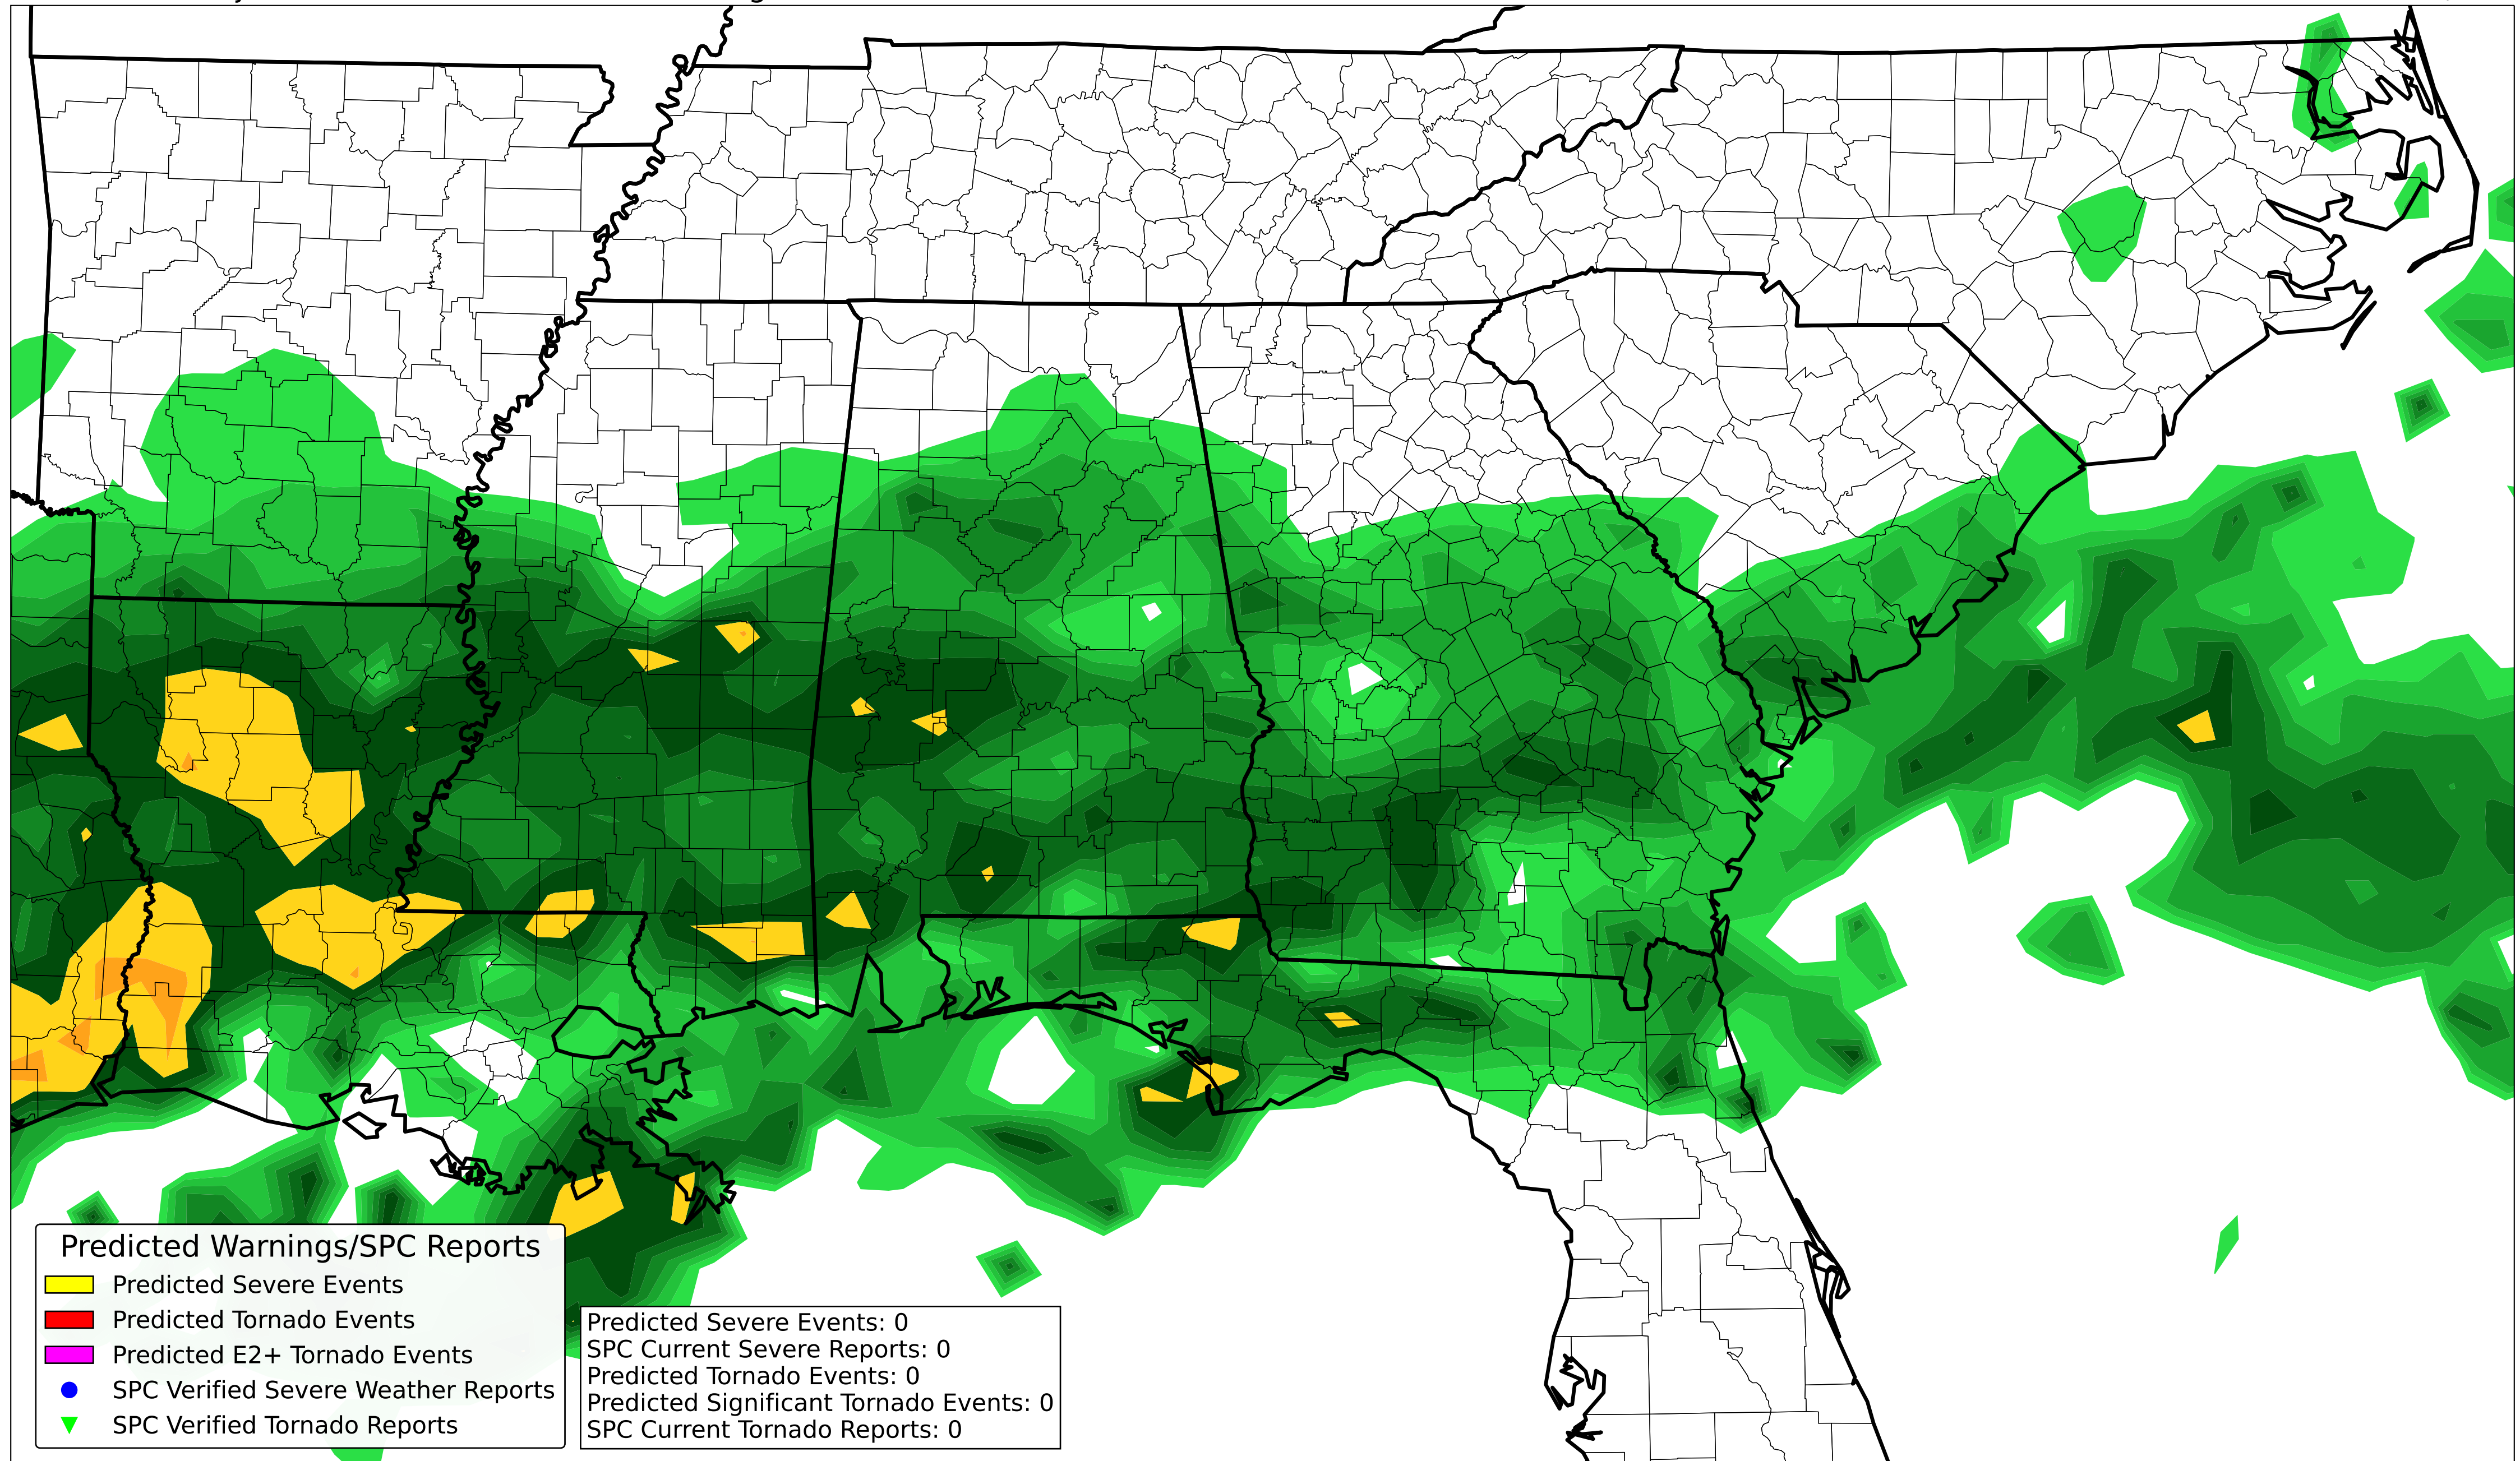 Predicted Warnings/SPC Reports
Predicted Severe Events
Predicted Tornado Events
Predicted E2+ Tornado Events
SPC Verified Severe Weather Reports
SPC Verified Tornado Reports
Predicted Severe Events: 0
SPC Current Severe Reports: 0
Predicted Tornado Events: 0
Predicted Significant Tornado Events: 0
SPC Current Tornado Reports: 0